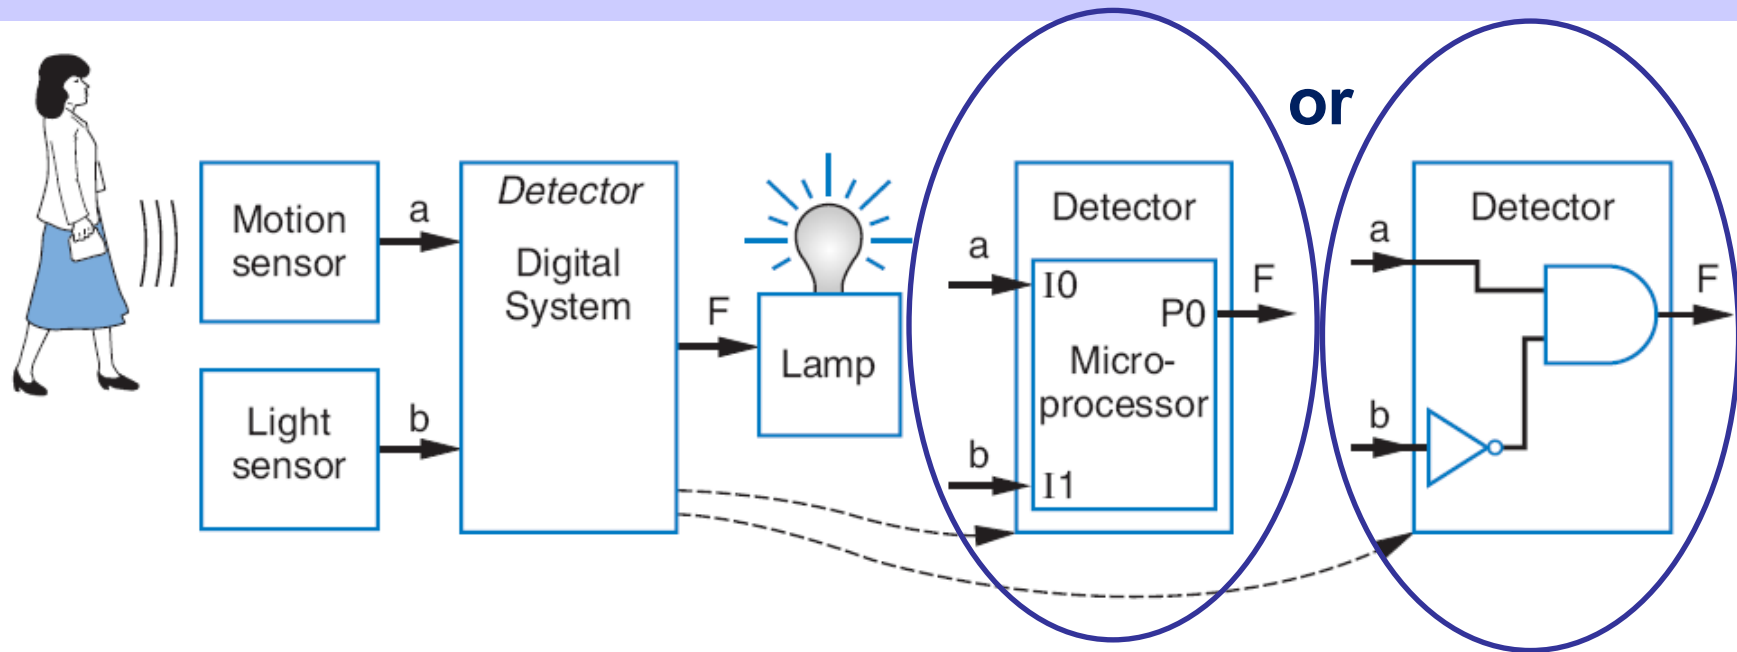 or
Motion
sensor
a
Light
sensor
b
Detector
Digital
System
F
Lamp
Detector
a
I0
P0
F
Micro-
processor
b
I1
Detector
a
b
F